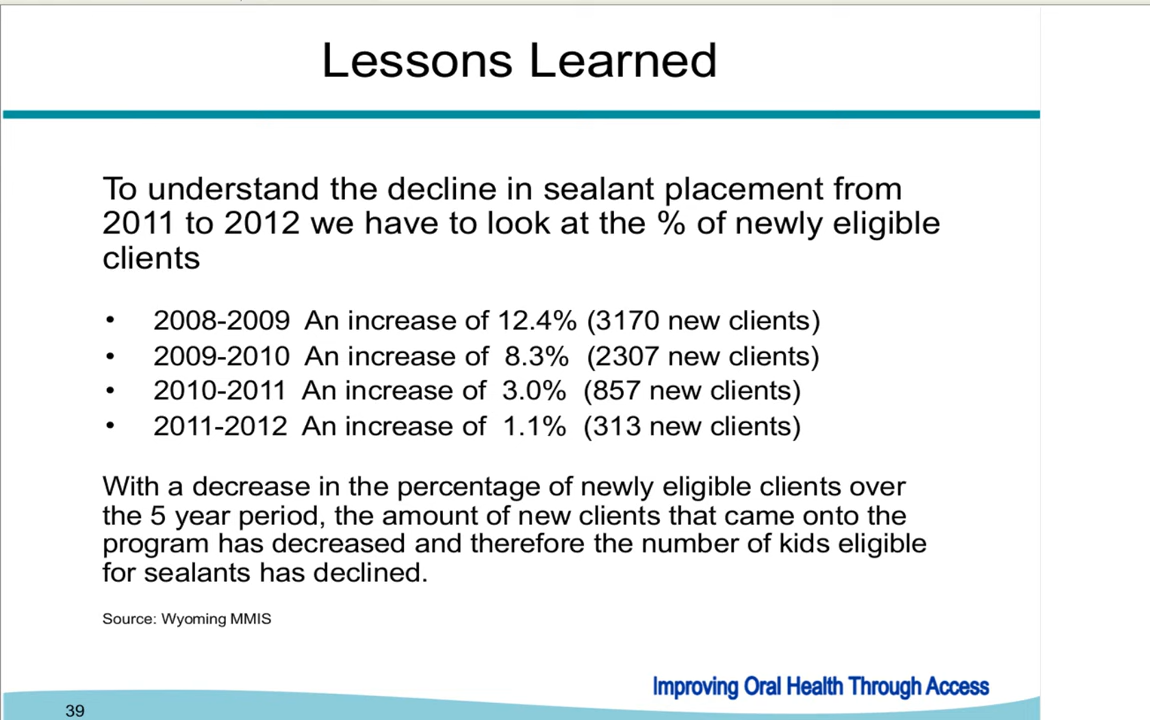 Lessons Learned
To understand the decline in sealant placement from
2011 to 2012 we have to look at the % of newly eligible
clients
• 2008-2009 An increase of 12.4% (3170 new clients)
• 2009-2010 An increase of 8.3% (2307 new clients)
• 2010-2011 An increase of 3.0% (857 new clients)
• 2011-2012 An increase of 1.1% (313 new clients)
With a decrease in the percentage of newly eligible clients over
the 5 year period, the amount of new clients that came onto the
program has decreased and therefore the number of kids eligible
for sealants has declined.
Source: Wyoming MMIS
Improving Oral Health Through Access
39